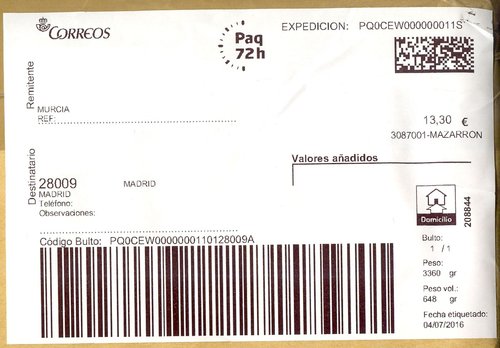 CORREOS
Paq
72h
EXPEDICION: PQ0CEW000000011S
Remitente
MURCIA
REF:
13,30 €
3087001-MAZARRON
Valores añadidos
Destinatario
28009 MADRID
MADRID
Teléfono:
Observaciones:
Domicilio
208844
Código Bulto: PQ0CEW0000000110128009A
Bulto:
1 / 1
Peso:
3360 gr
Peso vol.:
648 gr
Fecha etiquetado:
04/07/2016